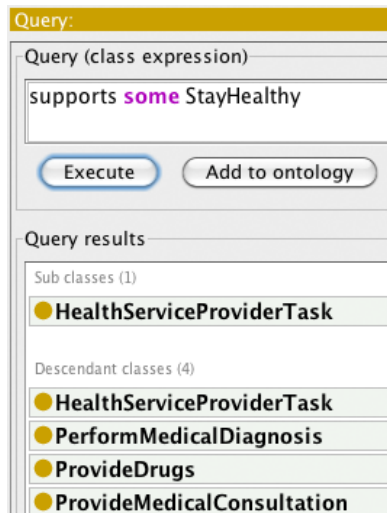 Query:
Query (class expression)
supports some StayHealthy
Execute Add to ontology
Query results
Sub classes (1)
HealthServiceProviderTask
Descendant classes (4)
HealthServiceProviderTask
PerformMedicalDiagnosis
ProvideDrugs
ProvideMedicalConsultation